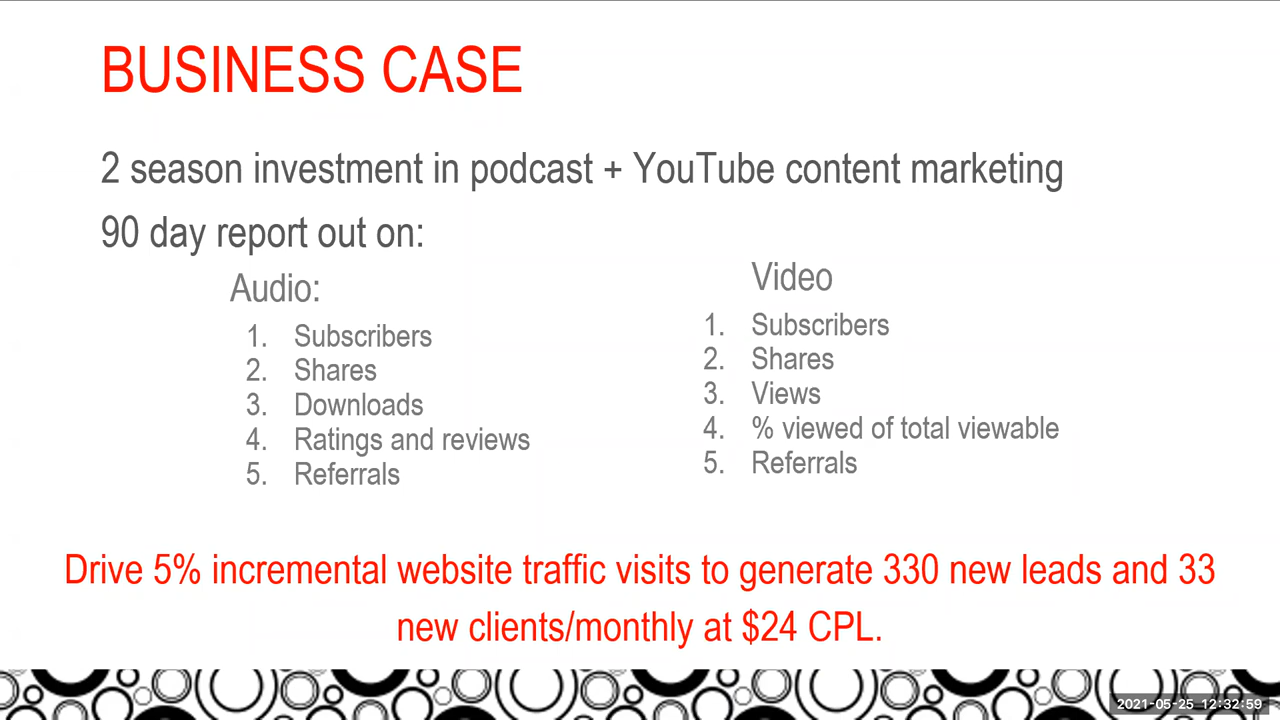 BUSINESS CASE
2 season investment in podcast + YouTube content marketing
90 day report out on:
Audio:
1. Subscribers
2. Shares
3. Downloads
4. Ratings and reviews
5. Referrals
Video
1. Subscribers
2. Shares
3. Views
4. % viewed of total viewable
5. Referrals
Drive 5% incremental website traffic visits to generate 330 new leads and 33
new clients/monthly at $24 CPL.
2021-05-25 12:32:59